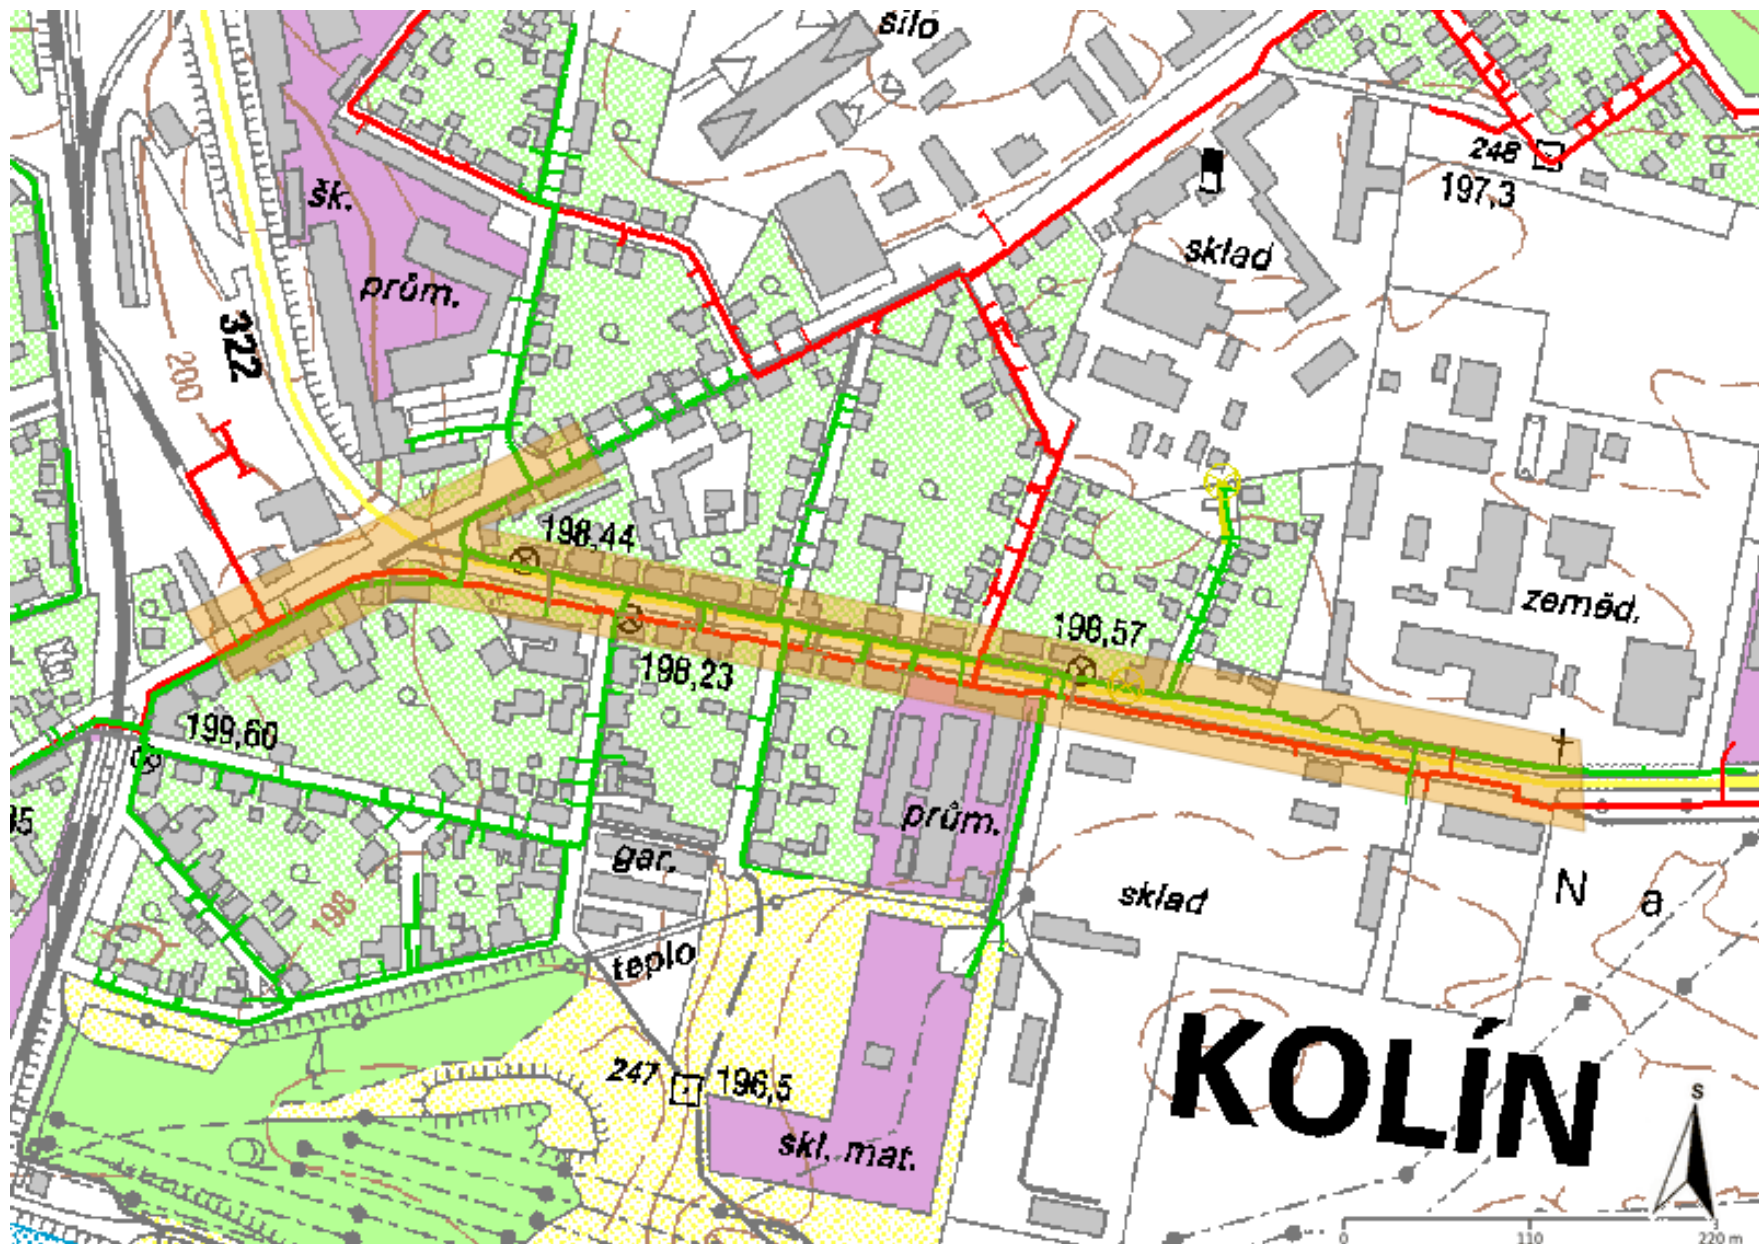 silo
248
197,3
šk.
sklad
prům.
322
200
198,44
198,57
zeměd.
198,23
199,60
35
prům.
gar.
198
sklad
N a
teplo
247
196,5
KOLÍN
skl. mat.
S
0 110 220 m